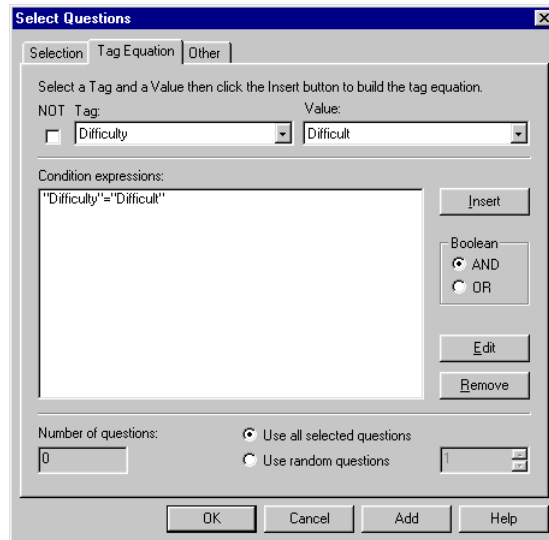 Select Questions
Selection Tag Equation Other
Select a Tag and a Value then click the Insert button to build the tag equation.
NOT Tag: Value:
Difficulty Difficult
Condition expressions:
"Difficulty"="Difficult"
Insert
Boolean
AND
OR
Edit
Remove
Number of questions:
0
Use all selected questions
Use random questions 1
OK Cancel Add Help